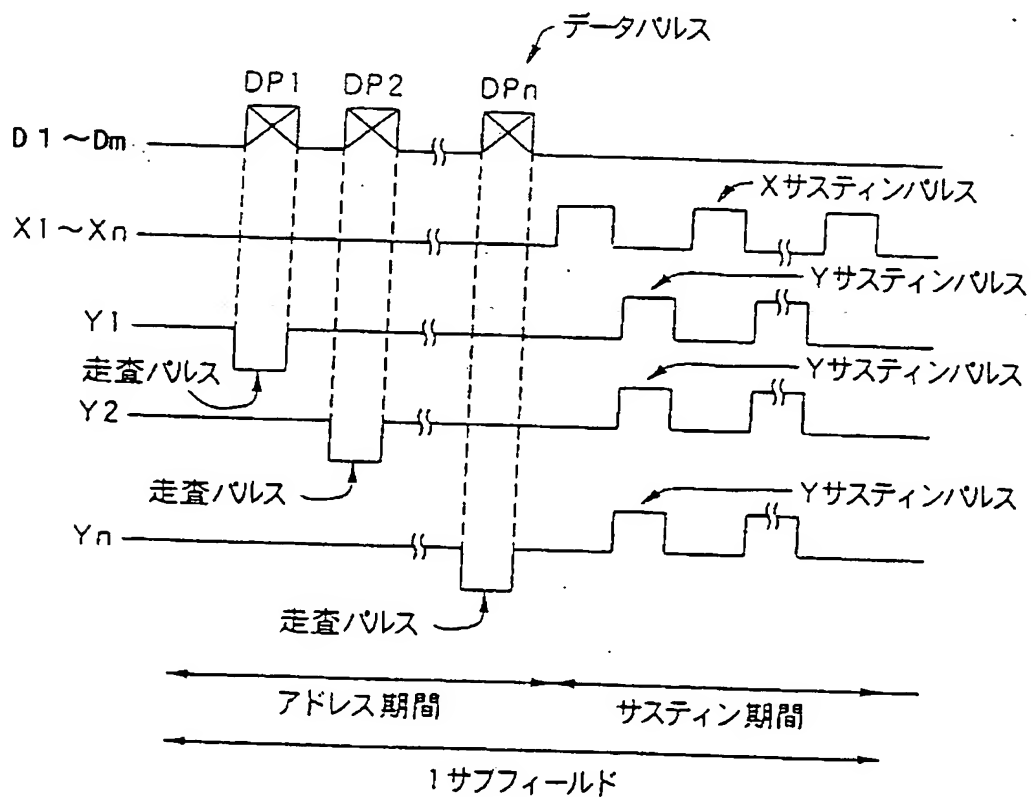 データパルス
DP1 DP2 DPn
D1～Dm
Xサスティンパルス
X1～Xn
Yサスティンパルス
Y1
走査パルス
Yサスティンパルス
Y2
走査パルス
Yサスティンパルス
Yn
走査パルス
アドレス期間 サスティン期間
1サブフィールド